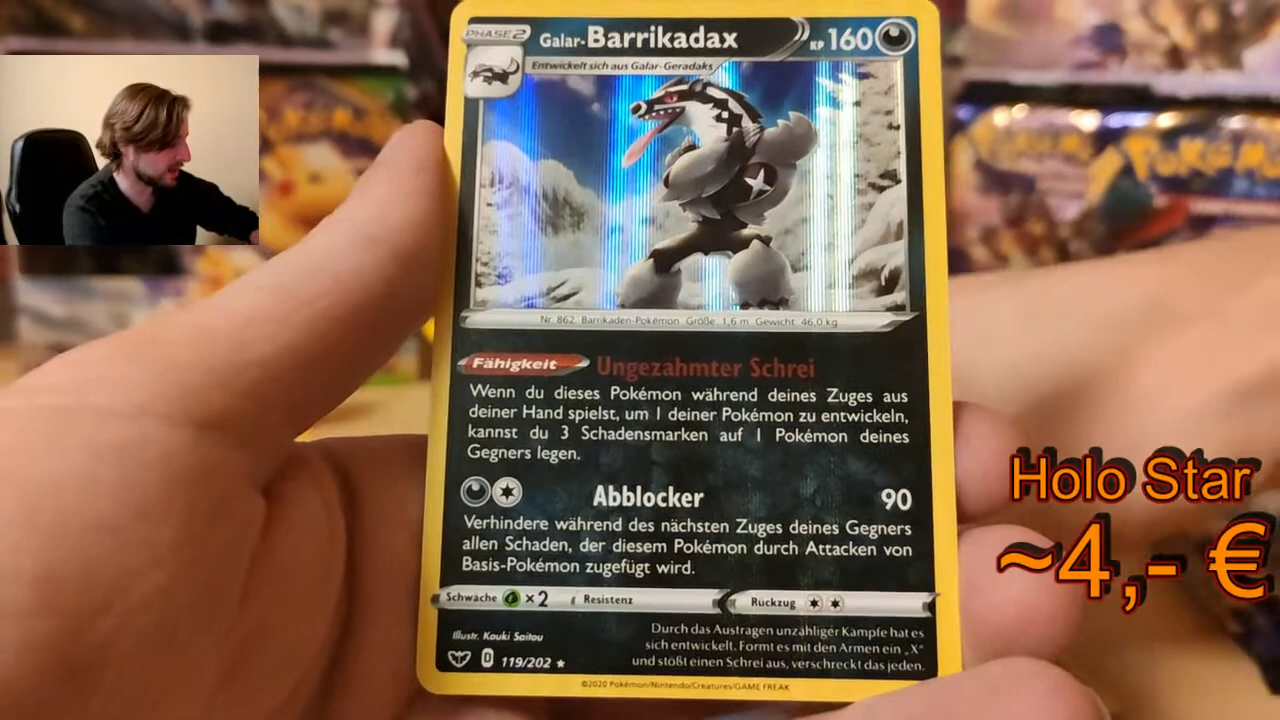 PHASE 2
Galar-Barrikadax
KP 160
Entwickelt sich aus Galar-Geradaks
Nr. 862 Barrikaden-Pokémon Größe 1,6 m Gewicht 46,0 kg
Fähigkeit Ungezähmter Schrei
Wenn du dieses Pokémon während deines Zuges aus
deiner Hand spielst, um 1 deiner Pokémon zu entwickeln,
kannst du 3 Schadensmarken auf 1 Pokémon deines
Gegners legen.
Abblocker 90
Verhindere während des nächsten Zuges deines Gegners
allen Schaden, der diesem Pokémon durch Attacken von
Basis-Pokémon zugefügt wird.
Schwäche ×2 Resistenz Rückzug
Illustr. Kouki Saitou
D 119/202 ★
Durch das Austragen unzähliger Kämpfe hat es
sich entwickelt. Formt es mit den Armen ein „X“
und stößt einen Schrei aus, verschreckt das jeden.
©2020 Pokémon/Nintendo/Creatures/GAME FREAK
Holo Star
~4,- €
POKÉMON